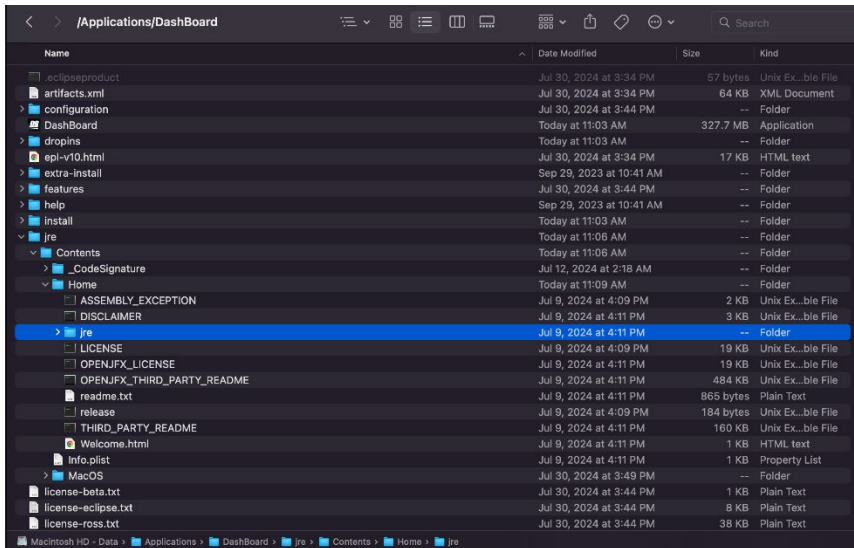 /Applications/DashBoard Search
Name Date Modified Size Kind
.eclipseproduct Jul 30, 2024 at 3:34 PM 57 bytes Unix Ex...ble File
artifacts.xml Jul 30, 2024 at 3:34 PM 64 KB XML Document
configuration Jul 30, 2024 at 3:44 PM -- Folder
DashBoard Today at 11:03 AM 327.7 MB Application
dropins Today at 11:03 AM -- Folder
epl-v10.html Jul 30, 2024 at 3:34 PM 17 KB HTML text
extra-install Sep 29, 2023 at 10:41 AM -- Folder
features Jul 30, 2024 at 3:44 PM -- Folder
help Sep 29, 2023 at 10:41 AM -- Folder
install Today at 11:03 AM -- Folder
jre Today at 11:06 AM -- Folder
Contents Today at 11:06 AM -- Folder
_CodeSignature Jul 12, 2024 at 2:18 AM -- Folder
Home Today at 11:09 AM -- Folder
ASSEMBLY_EXCEPTION Jul 9, 2024 at 4:09 PM 2 KB Unix Ex...ble File
DISCLAIMER Jul 9, 2024 at 4:11 PM 3 KB Unix Ex...ble File
jre Jul 9, 2024 at 4:11 PM -- Folder
LICENSE Jul 9, 2024 at 4:09 PM 19 KB Unix Ex...ble File
OPENJFX_LICENSE Jul 9, 2024 at 4:11 PM 19 KB Unix Ex...ble File
OPENJFX_THIRD_PARTY_README Jul 9, 2024 at 4:11 PM 484 KB Unix Ex...ble File
readme.txt Jul 9, 2024 at 4:11 PM 865 bytes Plain Text
release Jul 9, 2024 at 4:09 PM 184 bytes Unix Ex...ble File
THIRD_PARTY_README Jul 9, 2024 at 4:11 PM 160 KB Unix Ex...ble File
Welcome.html Jul 9, 2024 at 4:11 PM 1 KB HTML text
Info.plist Jul 9, 2024 at 4:11 PM 1 KB Property List
MacOS Jul 30, 2024 at 3:49 PM -- Folder
license-beta.txt Jul 30, 2024 at 3:44 PM 1 KB Plain Text
license-eclipse.txt Jul 30, 2024 at 3:44 PM 8 KB Plain Text
license-ross.txt Jul 30, 2024 at 3:44 PM 38 KB Plain Text
Macintosh HD - Data › Applications › DashBoard › jre › Contents › Home › jre